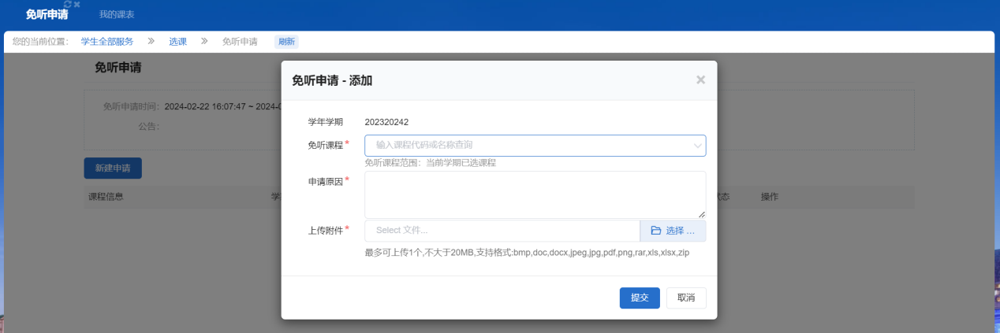 免听申请 我的课表
您的当前位置： 学生全部服务 » 选课 » 免听申请 刷新
免听申请
免听申请 - 添加
免听申请时间：2024-02-22 16:07:47 ~ 2024-0
公告：
学年学期 202320242
免听课程* 输入课程代码或名称查询
免听课程范围：当前学期已选课程
新建申请
申请原因*
课程信息 学 状态 操作
上传附件* Select 文件... 选择 ...
最多可上传1个,不大于20MB,支持格式:bmp,doc,docx,jpeg,jpg,pdf,png,rar,xls,xlsx,zip
提交 取消